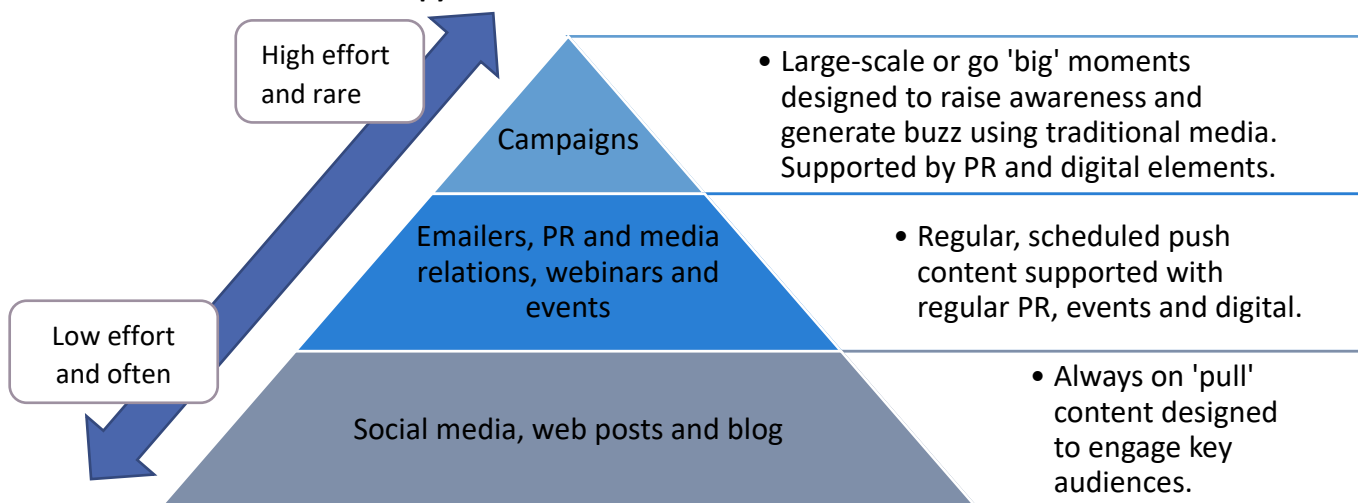 High effort
and rare
Low effort
and often
Campaigns
• Large-scale or go 'big' moments
designed to raise awareness and
generate buzz using traditional media.
Supported by PR and digital elements.
Emailers, PR and media
relations, webinars and
events
• Regular, scheduled push
content supported with
regular PR, events and digital.
Social media, web posts and blog
• Always on 'pull'
content designed
to engage key
audiences.